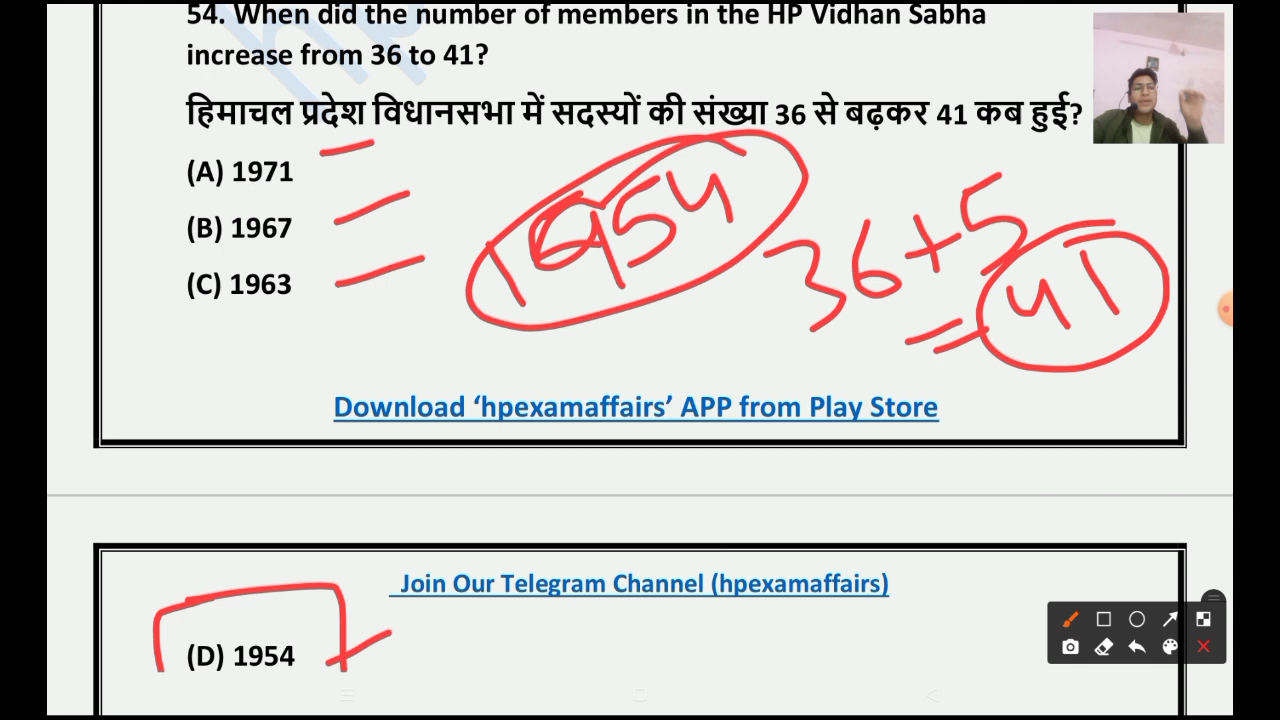 54. When did the number of members in the HP Vidhan Sabha
increase from 36 to 41?
हिमाचल प्रदेश विधानसभा में सदस्यों की संख्या 36 से बढ़कर 41 कब हुई?
(A) 1971
(B) 1967
(C) 1963
1954
36+5
= 41
Download ‘hpexamaffairs’ APP from Play Store
Join Our Telegram Channel (hpexamaffairs)
(D) 1954